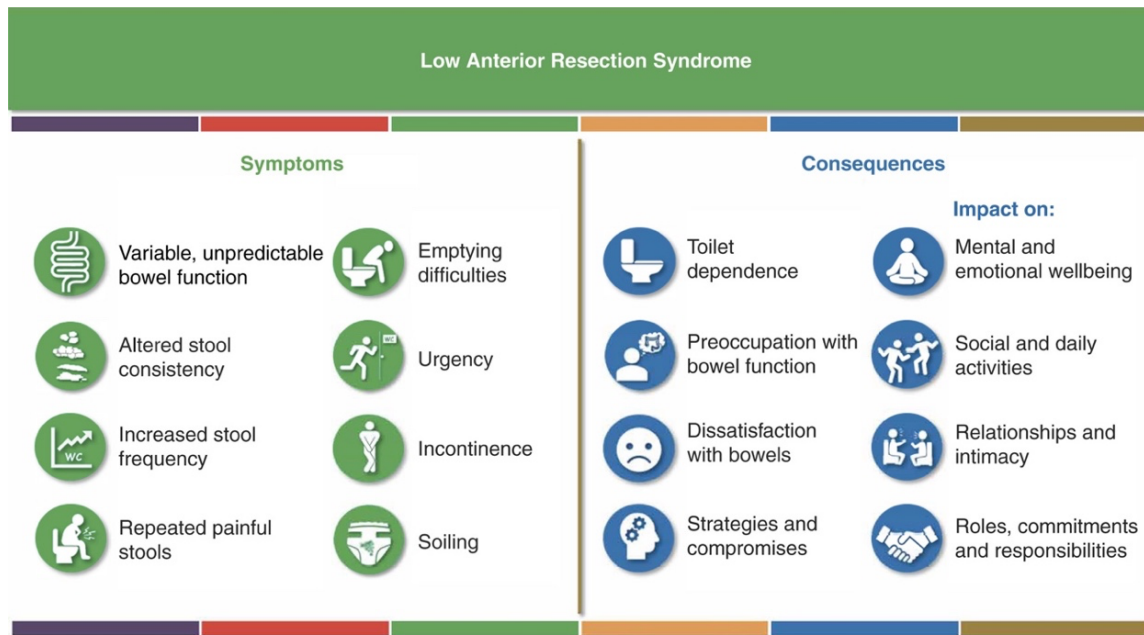 Low Anterior Resection Syndrome
Symptoms
Variable, unpredictable
bowel function
Altered stool
consistency
Increased stool
frequency
WC
Repeated painful
stools
Emptying
difficulties
WC
Urgency
Incontinence
Soiling
Consequences
Toilet
dependence
Preoccupation with
bowel function
Dissatisfaction
with bowels
Strategies and
compromises
Impact on:
Mental and
emotional wellbeing
Social and daily
activities
Relationships and
intimacy
Roles, commitments
and responsibilities